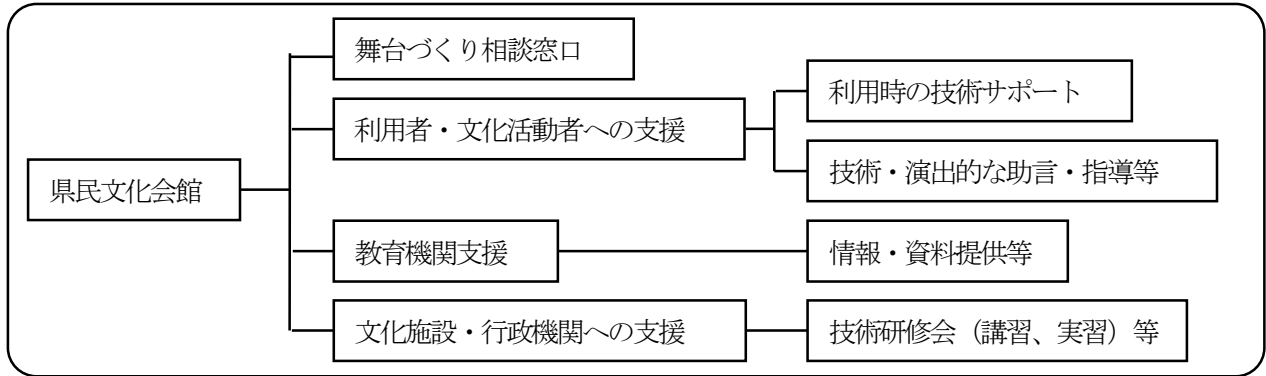 舞台づくり相談窓口
利用時の技術サポート
利用者・文化活動者への支援
技術・演出的な助言・指導等
県民文化会館
教育機関支援
情報・資料提供等
文化施設・行政機関への支援
技術研修会（講習、実習）等